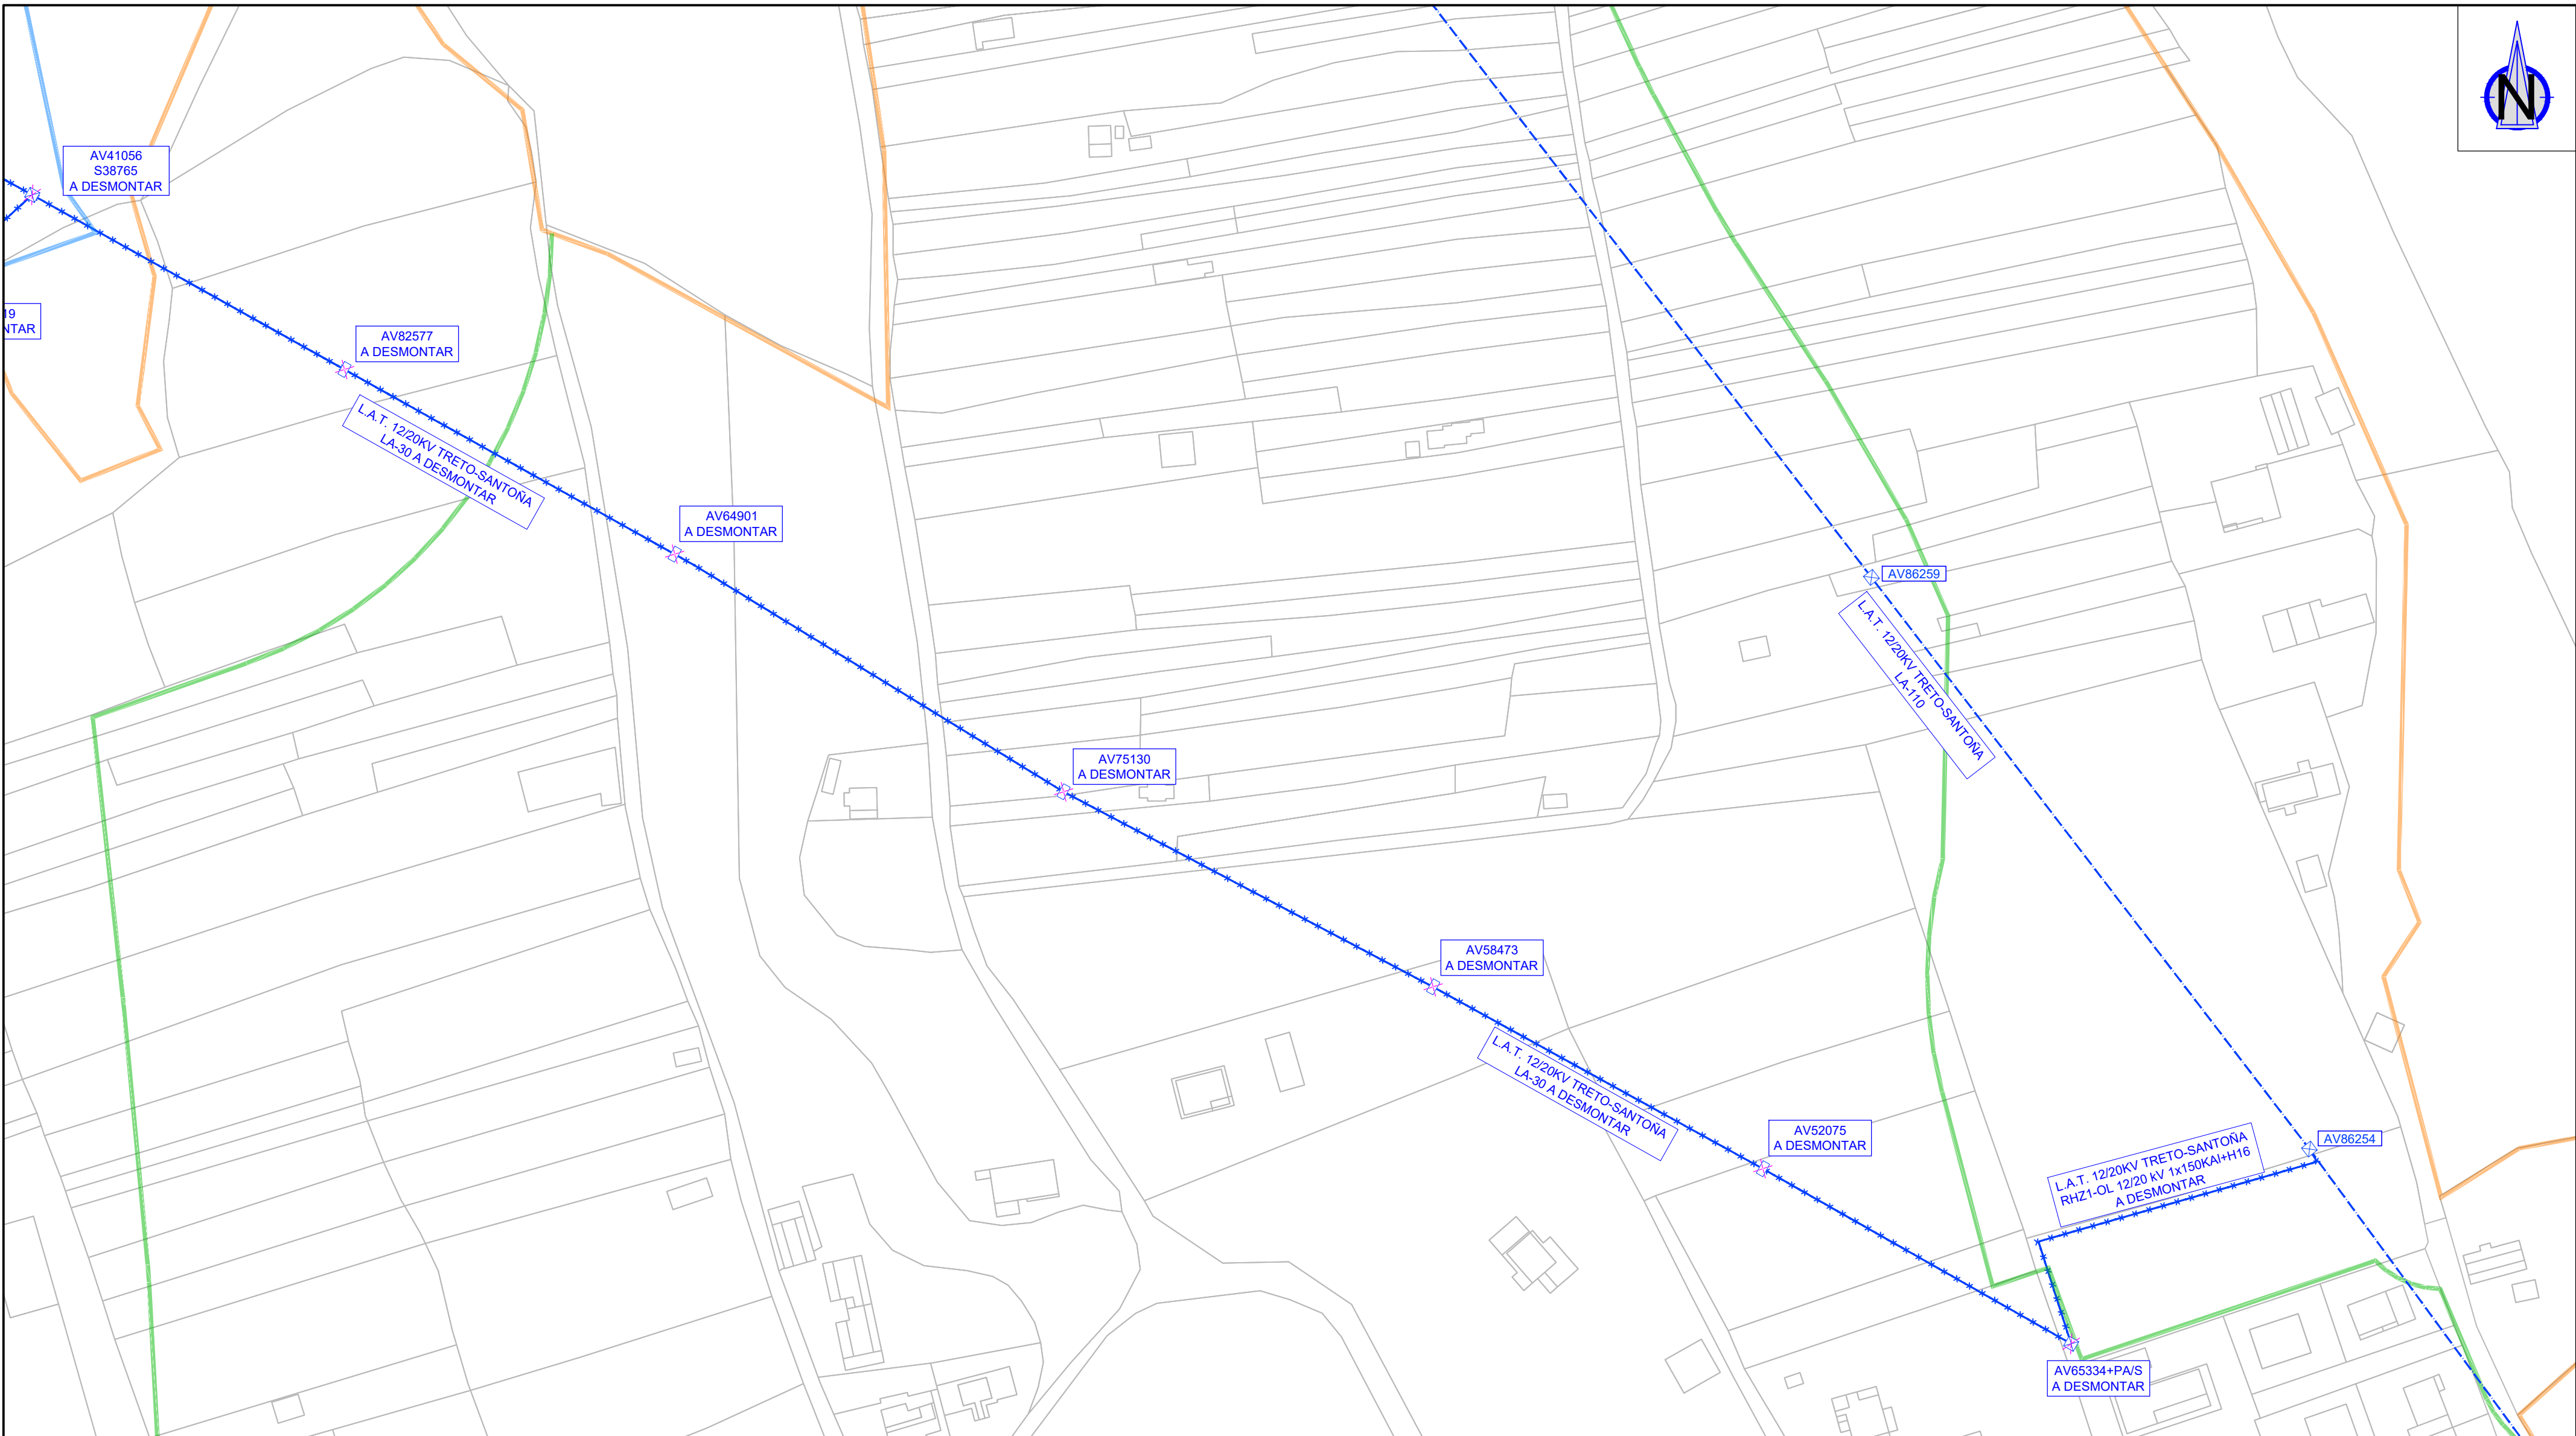 N
AV41056
S38765
A DESMONTAR
19
NTAR
AV82577
A DESMONTAR
L.A.T. 12/20KV TRETO-SANTOÑA
LA-30 A DESMONTAR
AV64901
A DESMONTAR
AV86259
L.A.T. 12/20KV TRETO-SANTOÑA
LA-110
AV75130
A DESMONTAR
AV58473
A DESMONTAR
L.A.T. 12/20KV TRETO-SANTOÑA
LA-30 A DESMONTAR
AV52075
A DESMONTAR
AV86254
L.A.T. 12/20KV TRETO-SANTOÑA
RHZ1-OL 12/20 kV 1x150KAl+H16
A DESMONTAR
AV65334+PA/S
A DESMONTAR